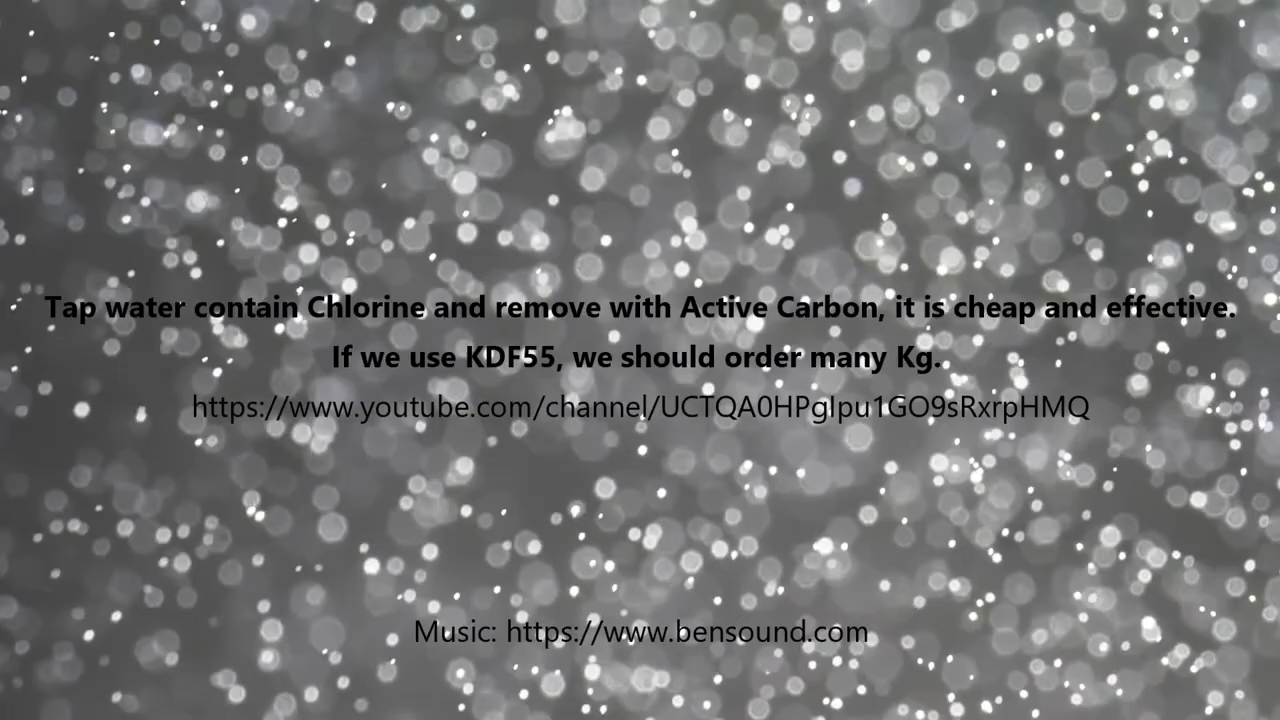 Tap water contain Chlorine and remove with Active Carbon, it is cheap and effective.
If we use KDF55, we should order many Kg.
https://www.youtube.com/channel/UCTQA0HPgIpu1GO9sRxrpHMQ
Music: https://www.bensound.com